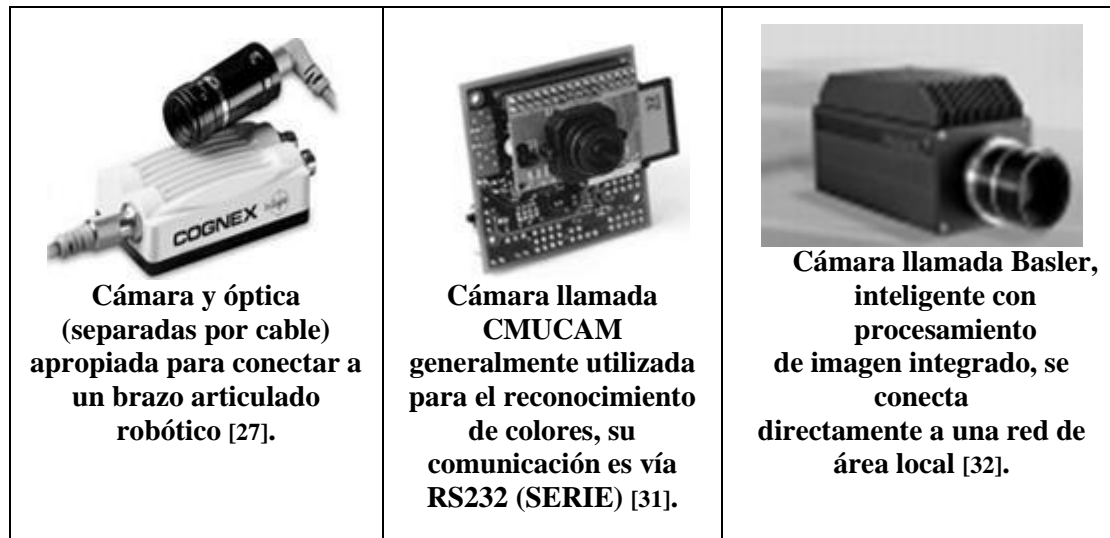 COGNEX
Cámara y óptica
(separadas por cable)
apropiada para conectar a
un brazo articulado
robótico [27].
Cámara llamada
CMUCAM
generalmente utilizada
para el reconocimiento
de colores, su
comunicación es vía
RS232 (SERIE) [31].
Cámara llamada Basler,
inteligente con
procesamiento
de imagen integrado, se
conecta
directamente a una red de
área local [32].